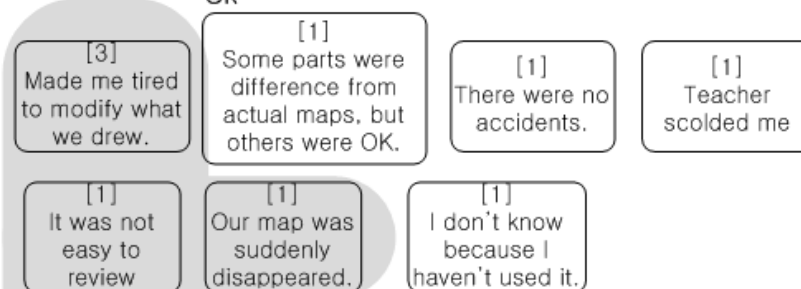 OK
[3]
Made me tired
to modify what
we drew.
[1]
Some parts were
difference from
actual maps, but
others were OK.
[1]
There were no
accidents.
[1]
Teacher
scolded me
[1]
It was not
easy to
review
[1]
Our map was
suddenly
disappeared.
[1]
I don't know
because I
haven't used it.